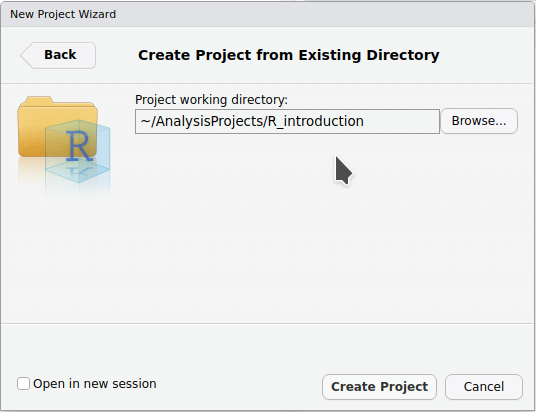 New Project Wizard
Back
Create Project from Existing Directory
Project working directory:
~/AnalysisProjects/R_introduction
Browse...
R
Open in new session
Create Project
Cancel